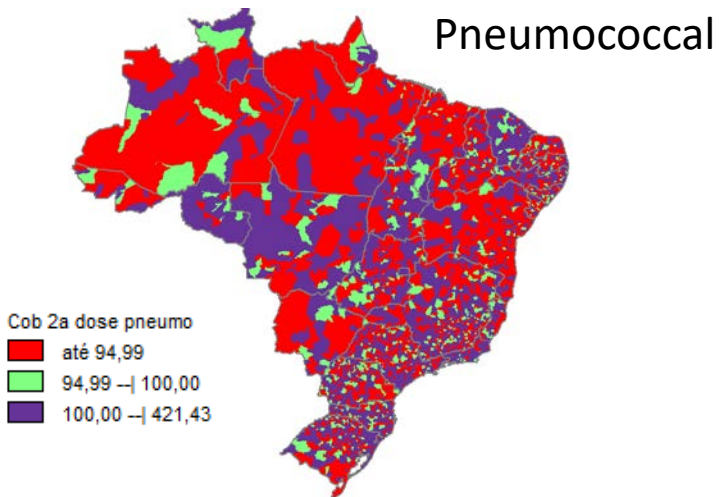 Pneumococcal
Cob 2a dose pneumo
até 94,99
94,99 --| 100,00
100,00 --| 421,43